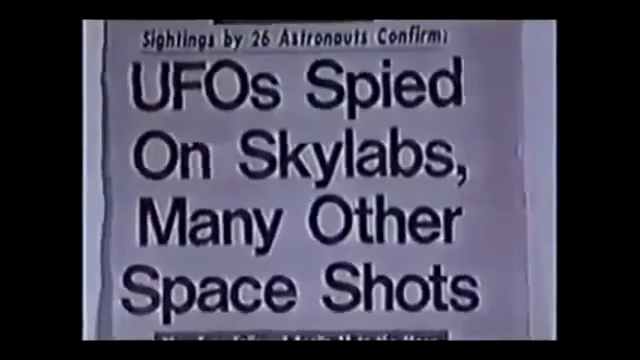 Sightings by 26 Astronauts Confirm:
UFOs Spied
On Skylabs,
Many Other
Space Shots